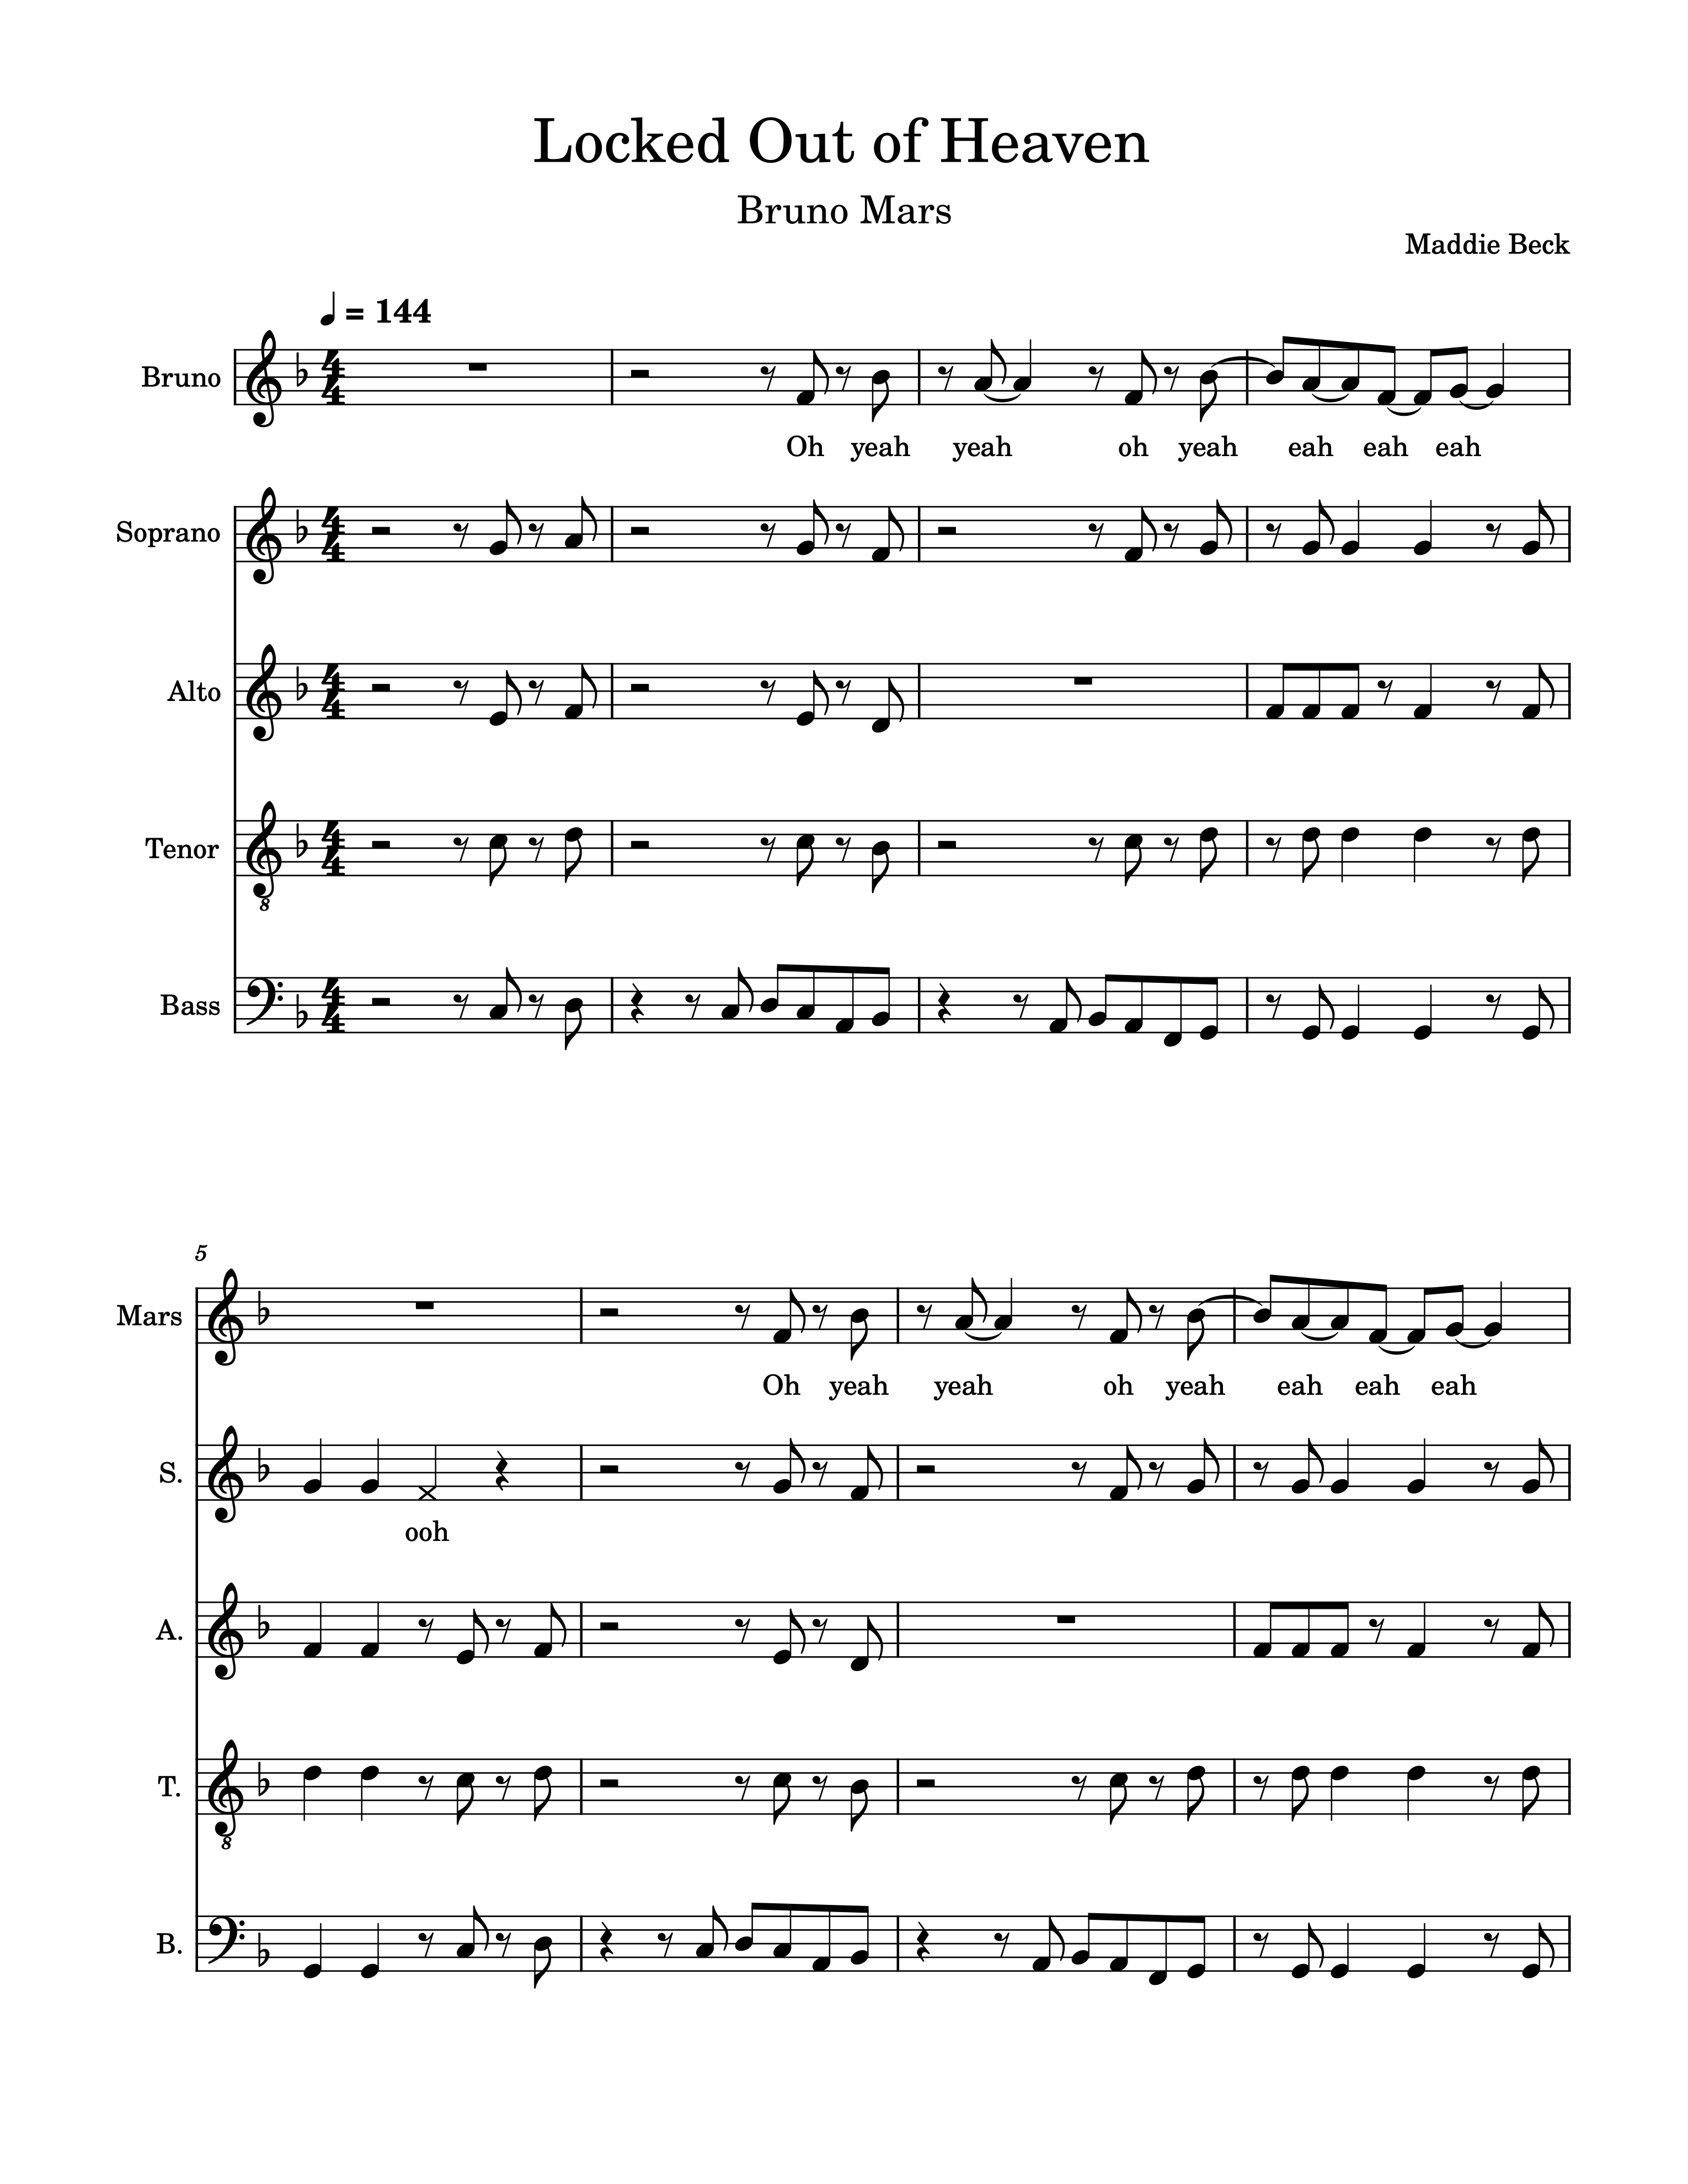 Locked Out of Heaven
Bruno Mars
Maddie Beck
= 144
Bruno
Oh yeah yeah oh yeah eah eah eah
Soprano
Alto
Tenor
8
Bass
5
Mars
Oh yeah yeah oh yeah eah eah eah
S.
ooh
A.
T.
8
B.